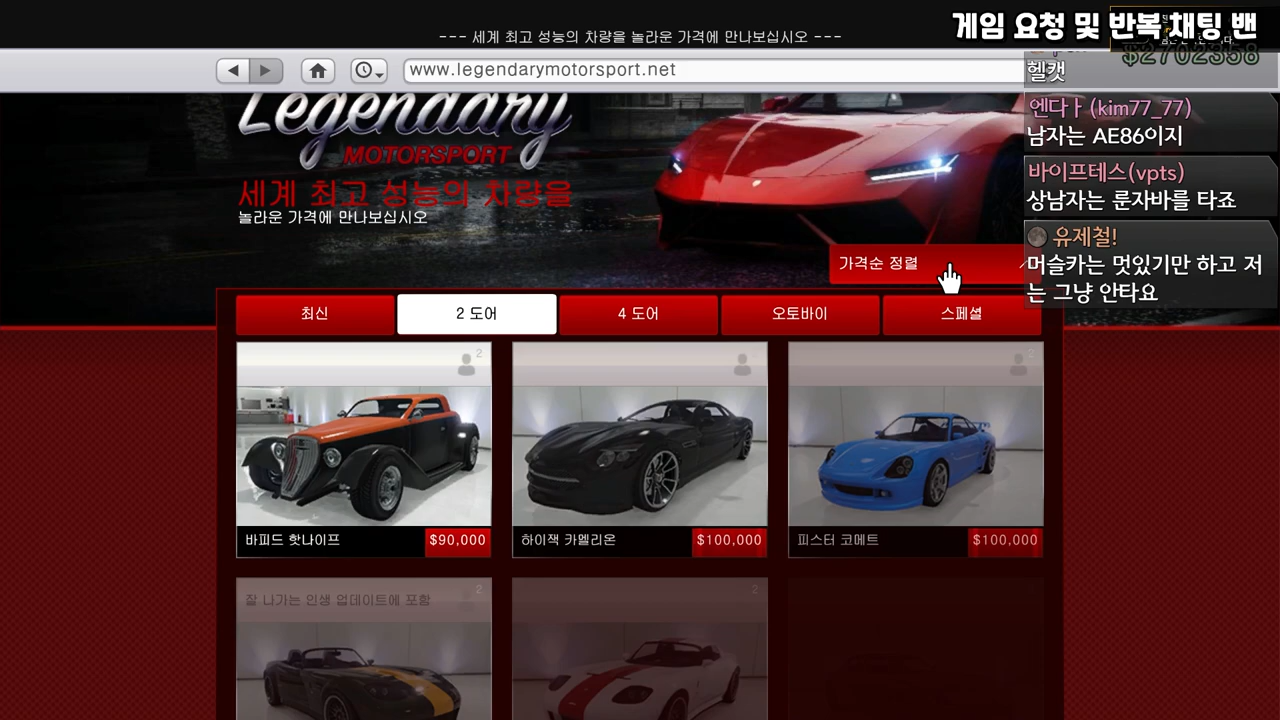 --- 세계 최고 성능의 차량을 놀라운 가격에 만나보십시오 ---
게임 요청 및 반복 채팅 밴
$2702358
www.legendarymotorsport.net
헬캣
엔다ㅏ (kim77_77)
남자는 AE86이지
바이프테스(vpts)
상남자는 룬자바를 타죠
유제철!
머슬카는 멋있기만 하고 저
는 그냥 안타요
Legendary
MOTORSPORT
세계 최고 성능의 차량을
놀라운 가격에 만나보십시오
가격순 정렬
최신
2 도어
4 도어
오토바이
스페셜
2
2
바피드 핫나이프
$90,000
하이잭 카멜리온
$100,000
피스터 코메트
$100,000
잘 나가는 인생 업데이트에 포함
2
2